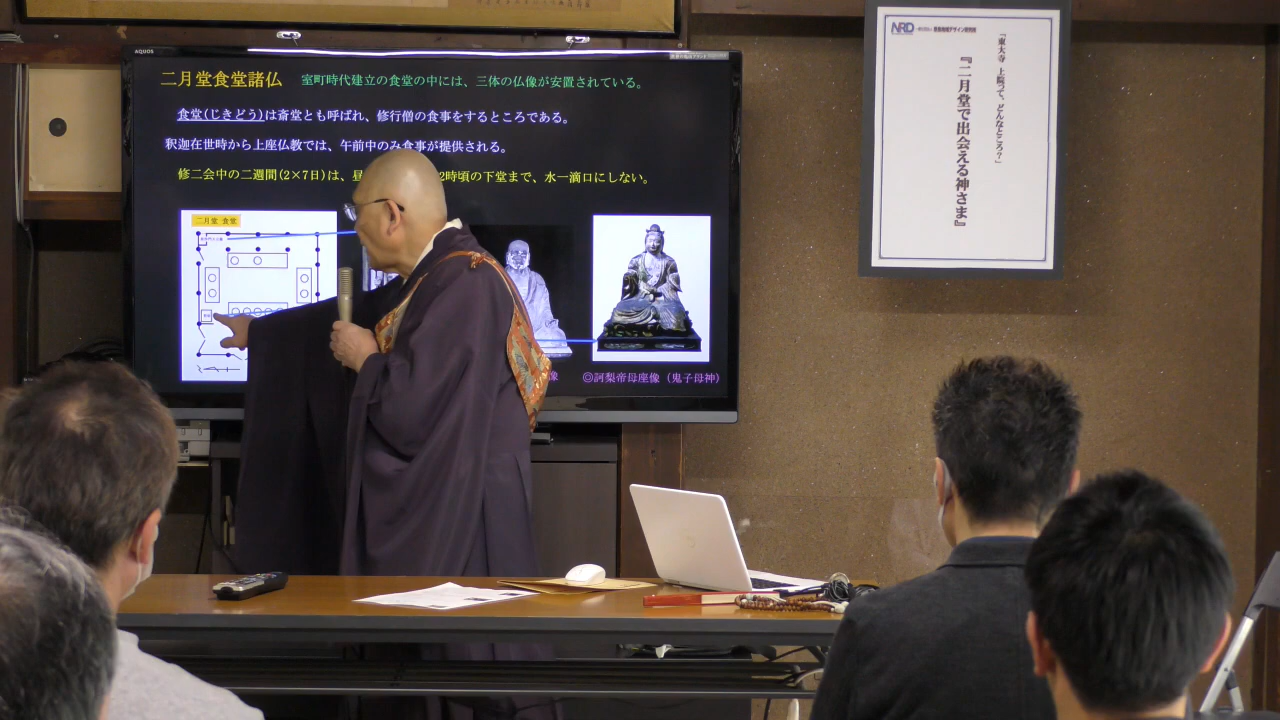 AQUOS
二月堂食堂諸仏 室町時代建立の食堂の中には、三体の仏像が安置されている。
食堂(じきどう)は斎堂とも呼ばれ、修行僧の食事をするところである。
釈迦在世時から上座仏教では、午前中のみ食事が提供される。
修二会中の二週間(2×7日)は、昼
2時頃の下堂まで、水一滴口にしない。
二月堂 食堂
像
◎訶梨帝母座像(鬼子母神)
NRD
「東大寺 上院って、どんなところ?」
『二月堂で出会える神さま』